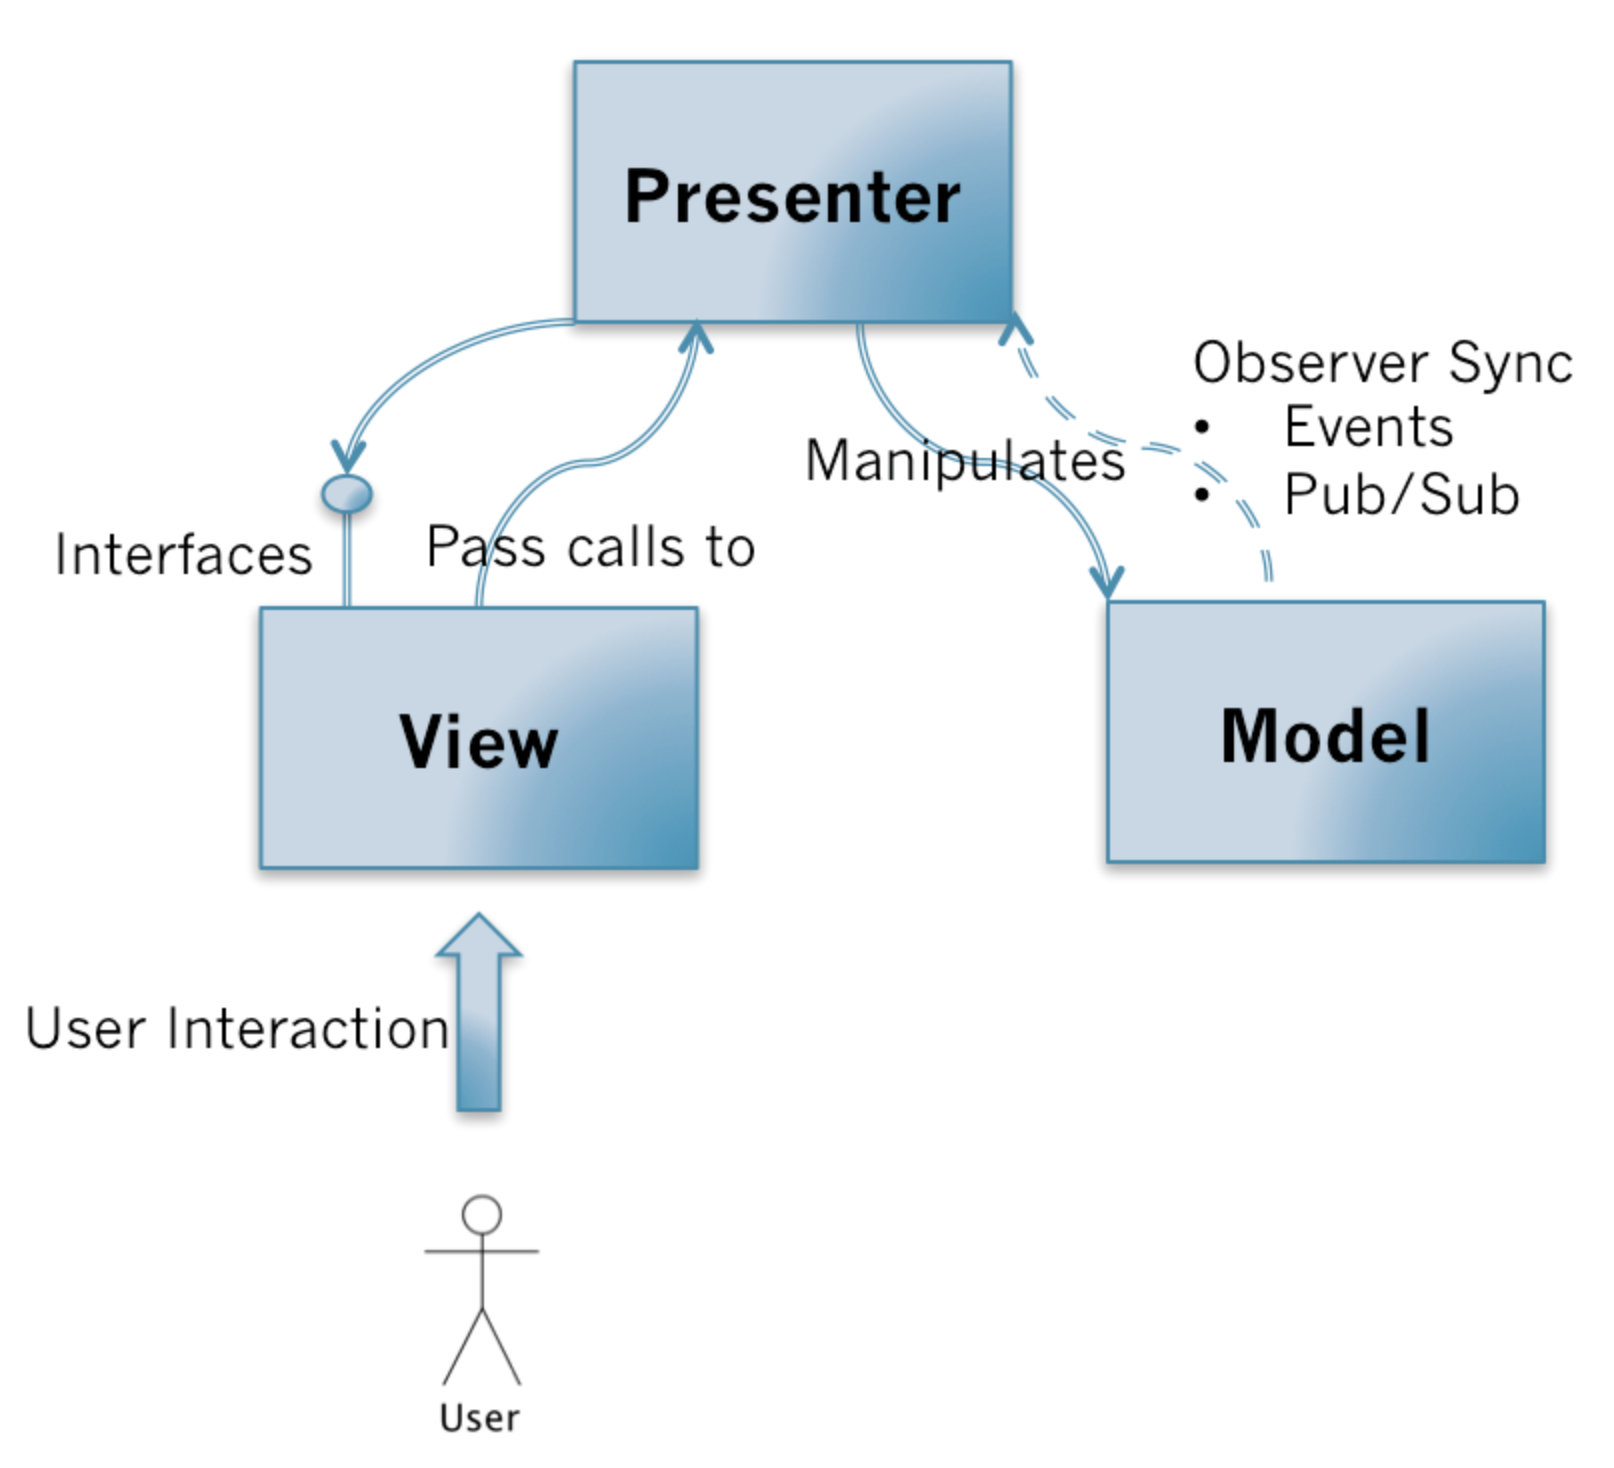 Presenter
Observer Sync
• Events
• Pub/Sub
Manipulates
Interfaces
Pass calls to
View
Model
User Interaction
User